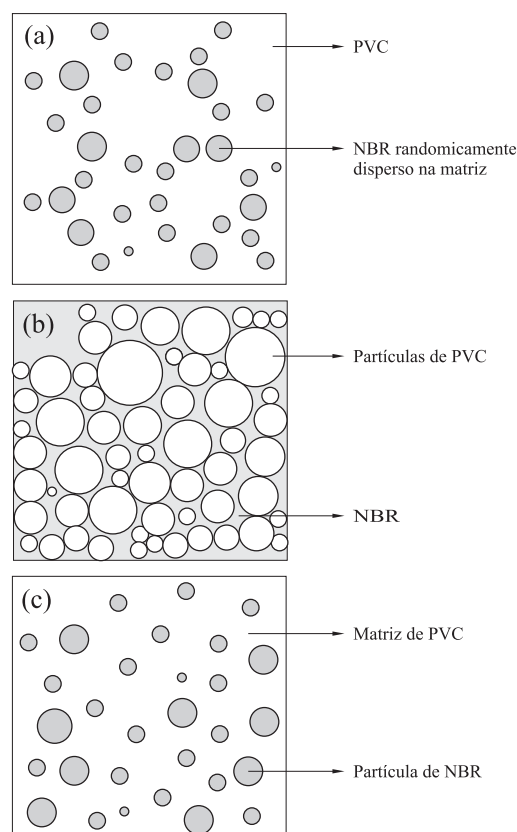 (a)
PVC
NBR randomicamente
disperso na matriz
(b)
Partículas de PVC
NBR
(c)
Matriz de PVC
Partícula de NBR